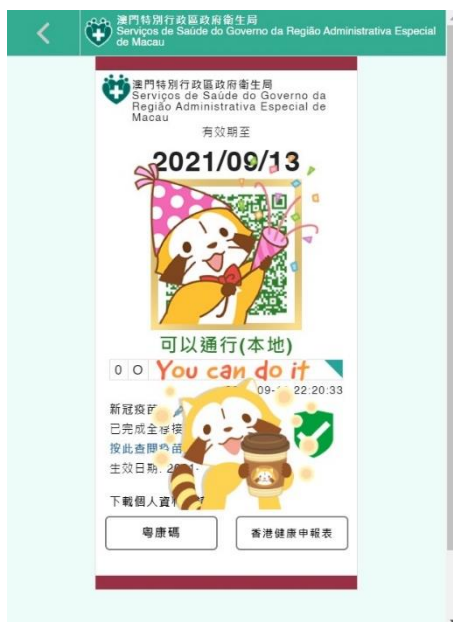 澳門特別行政區政府衛生局
Serviços de Saúde do Governo da Região Administrativa Especial
de Macau
澳門特別行政區政府衛生局
Serviços de Saúde do Governo da
Região Administrativa Especial de
Macau
有效期至
2021/09/13
可以通行(本地)
0 O You can do it
22:20:33
新冠疫苗
已完成全
按此查閱疫苗
生效日期:
下載個人資料
粵康碼
香港健康申報表